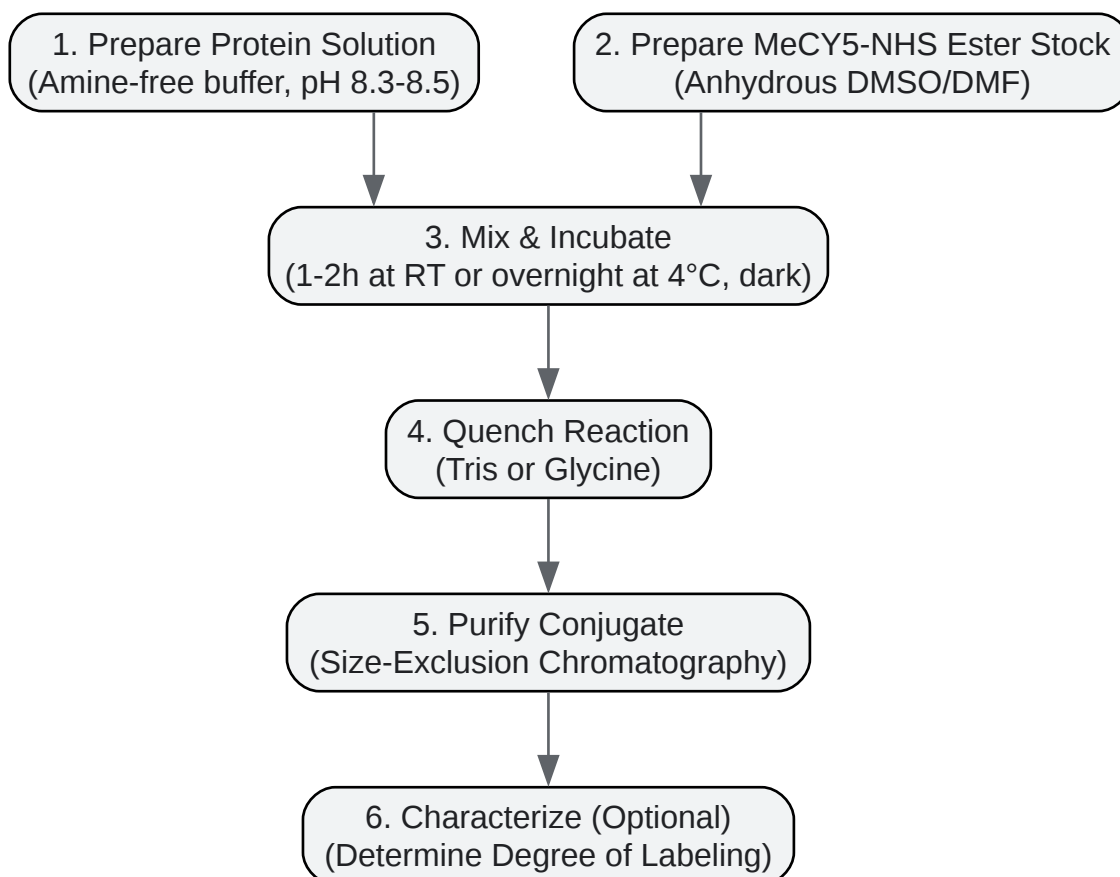 1. Prepare Protein Solution
(Amine-free buffer, pH 8.3-8.5)
2. Prepare MeCY5-NHS Ester Stock
(Anhydrous DMSO/DMF)
3. Mix & Incubate
(1-2h at RT or overnight at 4°C, dark)
4. Quench Reaction
(Tris or Glycine)
5. Purify Conjugate
(Size-Exclusion Chromatography)
6. Characterize (Optional)
(Determine Degree of Labeling)